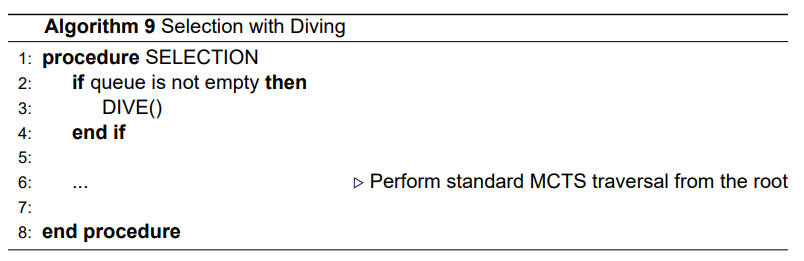 Algorithm 9 Selection with Diving
1: procedure SELECTION
2: if queue is not empty then
3: DIVE()
4: end if
5:
6: ... ▷ Perform standard MCTS traversal from the root
7:
8: end procedure